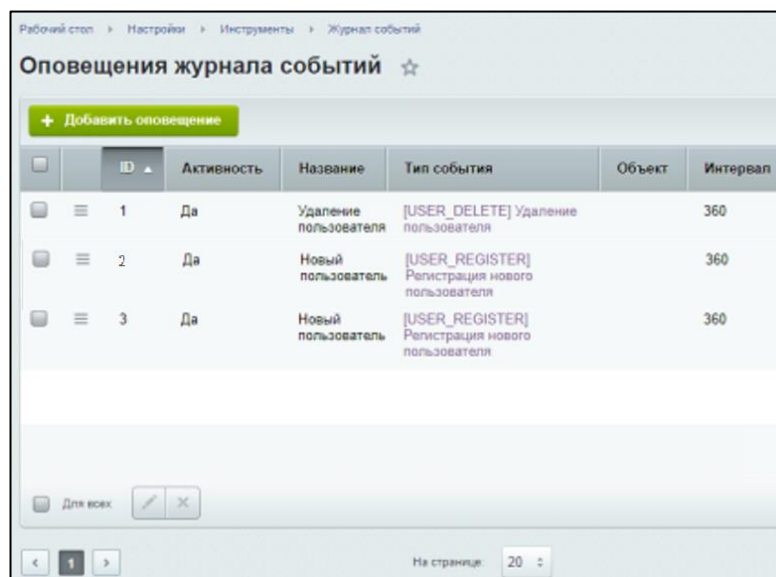 Рабочий стол Настройки Инструменты Журнал событий
Оповещения журнала событий
+ Добавить оповещение
ID Активность Название Тип события Объект Интервал
1 Да Удаление [USER_DELETE] Удаление 360
пользователя пользователя
2 Да Новый [USER_REGISTER] 360
пользователь Регистрация нового
пользователя
3 Да Новый [USER_REGISTER] 360
пользователь Регистрация нового
пользователя
Для всех
1 На странице: 20